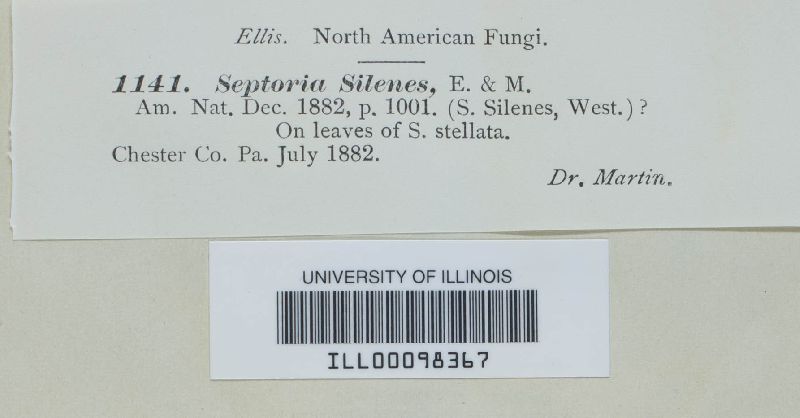 Ellis. North American Fungi.
1141. Septoria Silenes, E. & M.
Am. Nat. Dec. 1882, p. 1001. (S. Silenes, West.) ?
On leaves of S. stellata.
Chester Co. Pa. July 1882.
Dr. Martin.
UNIVERSITY OF ILLINOIS
ILL00098367